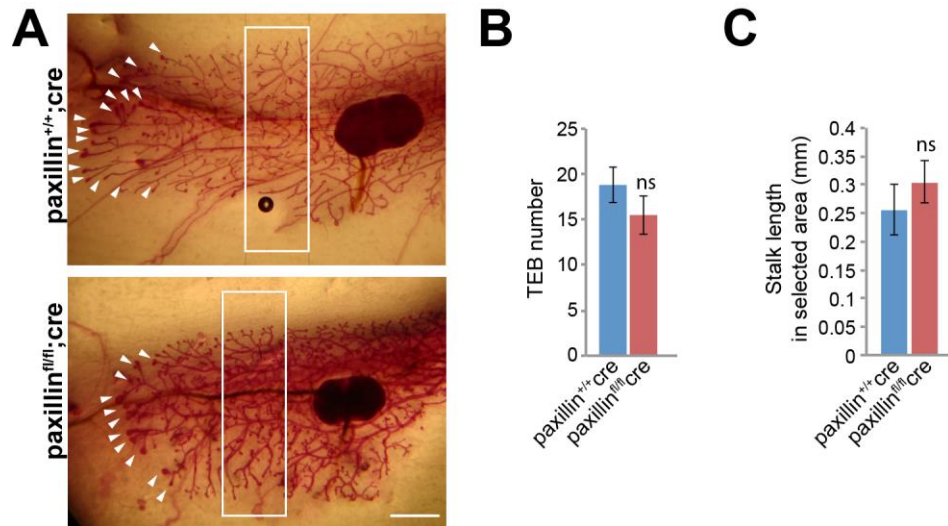 A
paxillin+/+;cre
paxillinfl/fl;cre
B
TEB number
25
20
15
10
5
0
ns
paxillin+/+cre
paxillinfl/flcre
C
Stalk length
in selected area (mm)
0.4
0.35
0.3
0.25
0.2
0.15
0.1
0.05
0
ns
paxillin+/+cre
paxillinfl/flcre